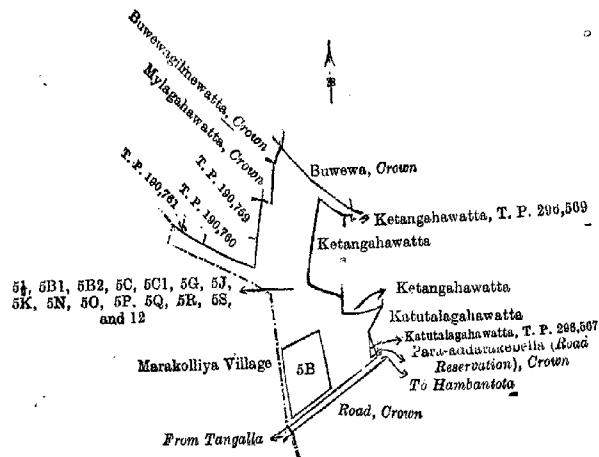 Buwewagilmewatta, Crown
Mylagahawatta, Crown
T. P. 190,759
T. P. 190,760
T. P. 190,761
Buwewa, Crown
Ketangahawatta, T. P. 296,569
Ketangahawatta
5½, 5B1, 5B2, 5C, 5C1, 5G, 5J,
5K, 5N, 5O, 5P. 5Q, 5R, 5S,
and 12
Ketangahawatta
Katutalagahawatta
Katutalagahawatta, T. P. 296,567
(Road
Reservation), Crown
To Hambantota
Marakolliya Village
5B
Road, Crown
From Tangalla